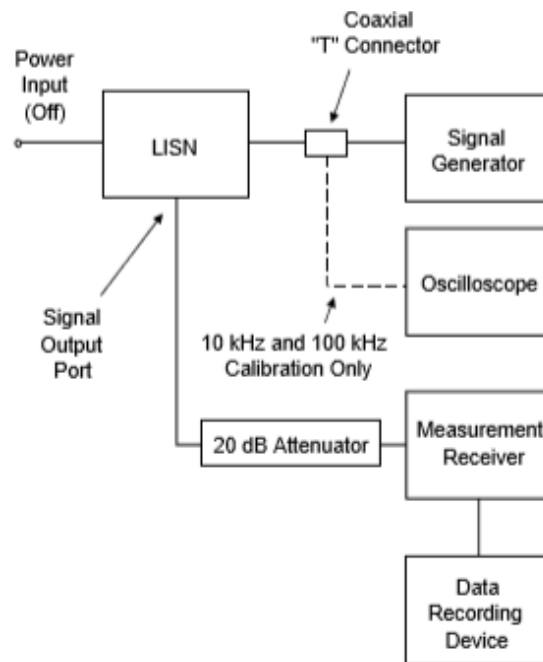 Coaxial
"T" Connector
Power
Input
(Off)
LISN
Signal
Generator
Oscilloscope
Signal
Output
Port
10 kHz and 100 kHz
Calibration Only
20 dB Attenuator
Measurement
Receiver
Data
Recording
Device